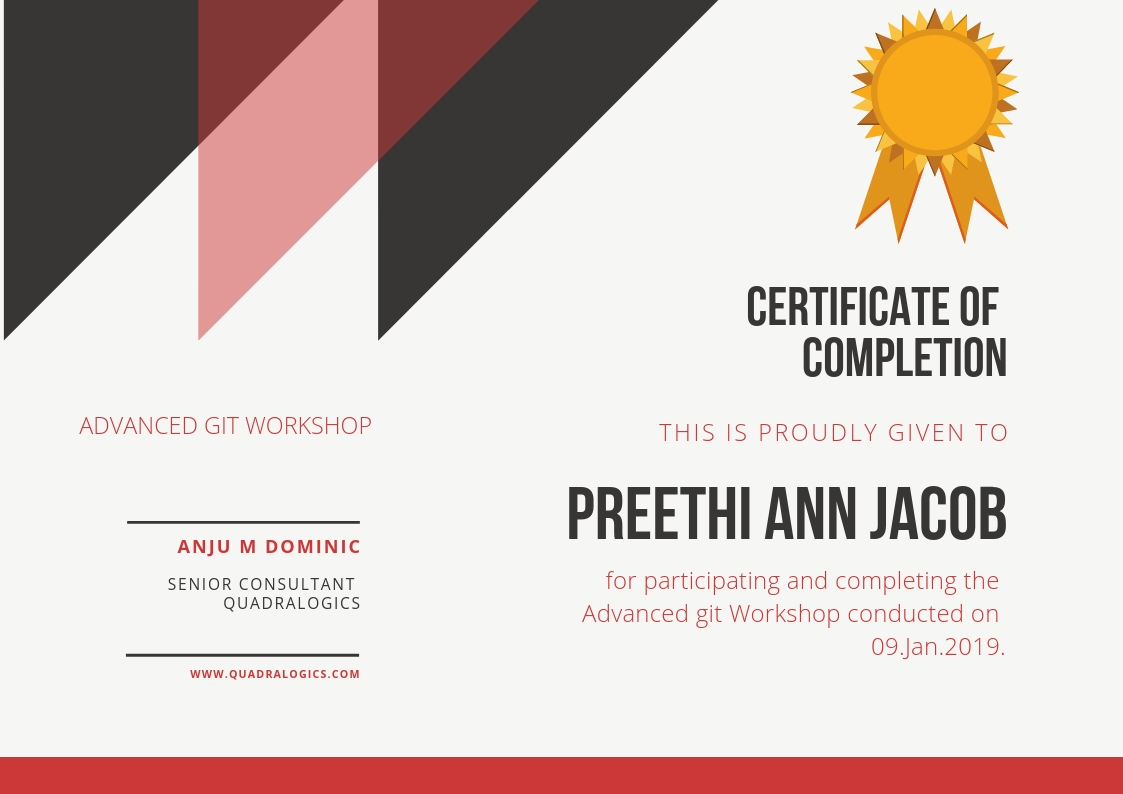 CERTIFICATE OF
COMPLETION
THIS IS PROUDLY GIVEN TO
PREETHI ANN JACOB
for participating and completing the
Advanced git Workshop conducted on
09.Jan.2019.
ADVANCED GIT WORKSHOP
ANJU M DOMINIC
SENIOR CONSULTANT
QUADRALOGICS
WWW.QUADRALOGICS.COM